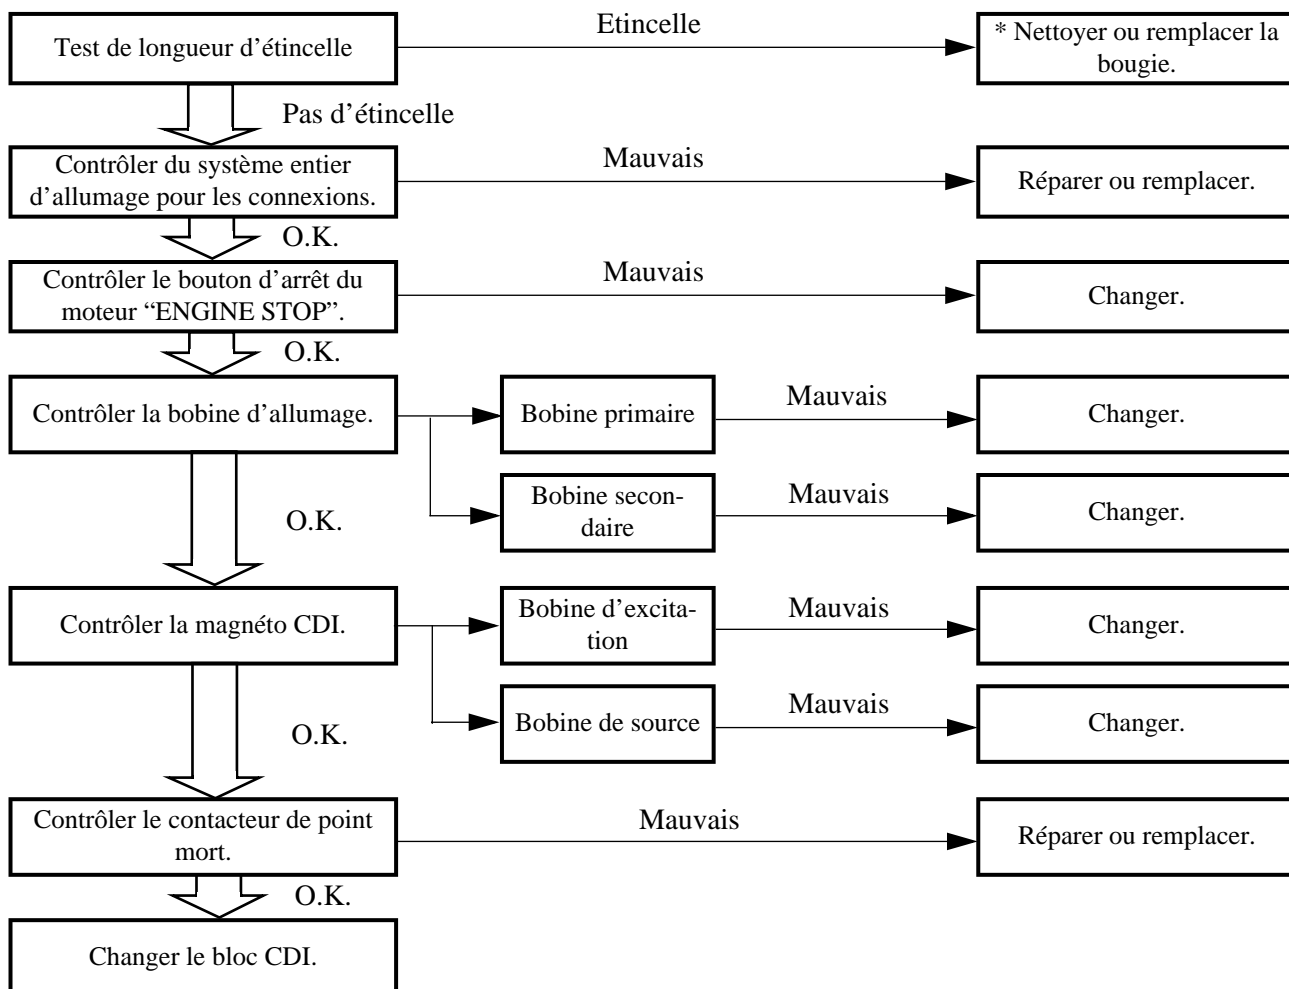 Test de longueur d’étincelle
Etincelle
* Nettoyer ou remplacer la
bougie.
Pas d’étincelle
Contrôler du système entier
d’allumage pour les connexions.
Mauvais
Réparer ou remplacer.
O.K.
Contrôler le bouton d’arrêt du
moteur “ENGINE STOP”.
Mauvais
Changer.
O.K.
Contrôler la bobine d’allumage.
Bobine primaire
Mauvais
Changer.
Bobine secon-
daire
Mauvais
Changer.
O.K.
Contrôler la magnéto CDI.
Bobine d’excita-
tion
Mauvais
Changer.
Bobine de source
Mauvais
Changer.
O.K.
Contrôler le contacteur de point
mort.
Mauvais
Réparer ou remplacer.
O.K.
Changer le bloc CDI.